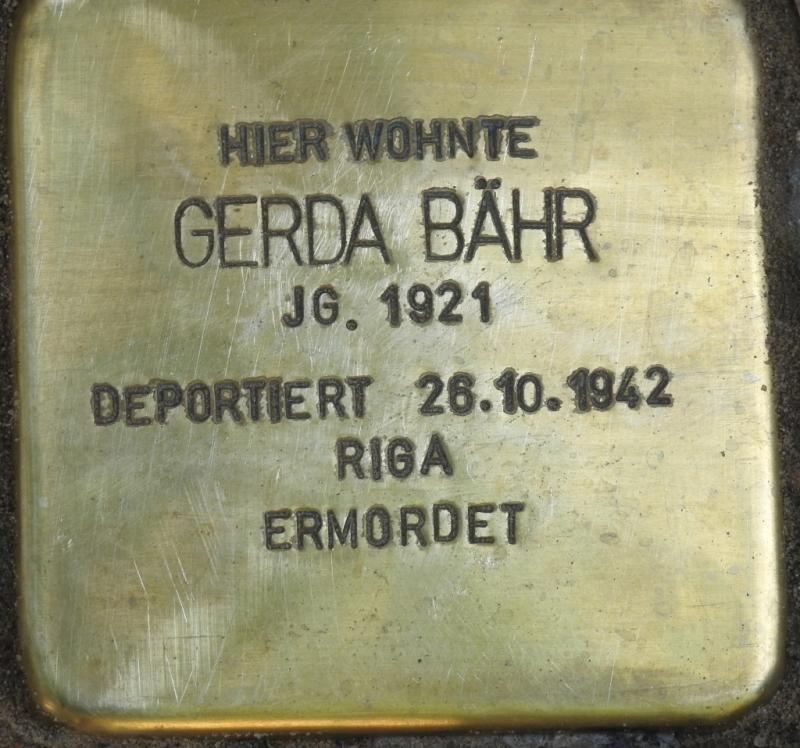 HIER WOHNTE
GERDA BÄHR
JG. 1921
DEPORTIERT 26.10.1942
RIGA
ERMORDET